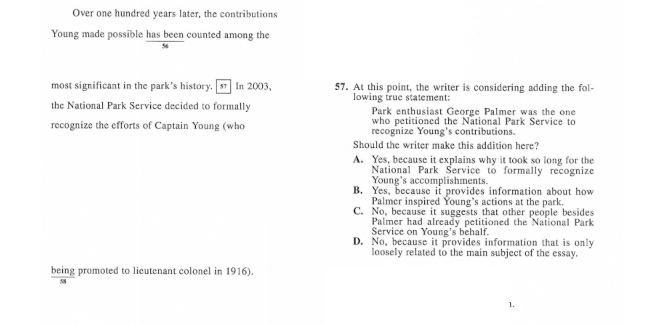 Over one hundred years later, the contributions
Young made possible has been counted among the
56
most significant in the park's history. 57 In 2003,
the National Park Service decided to formally
recognize the efforts of Captain Young (who
being promoted to lieutenant colonel in 1916).
58
57. At this point, the writer is considering adding the fol-
lowing true statement:
Park enthusiast George Palmer was the one
who petitioned the National Park Service to
recognize Young's contributions.
Should the writer make this addition here?
A. Yes, because it explains why it took so long for the
National Park Service to formally recognize
Young's accomplishments.
B. Yes, because it provides information about how
Palmer inspired Young's actions at the park.
C. No, because it suggests that other people besides
Palmer had already petitioned the National Park
Service on Young's behalf.
D. No, because it provides information that is only
loosely related to the main subject of the essay.
1.